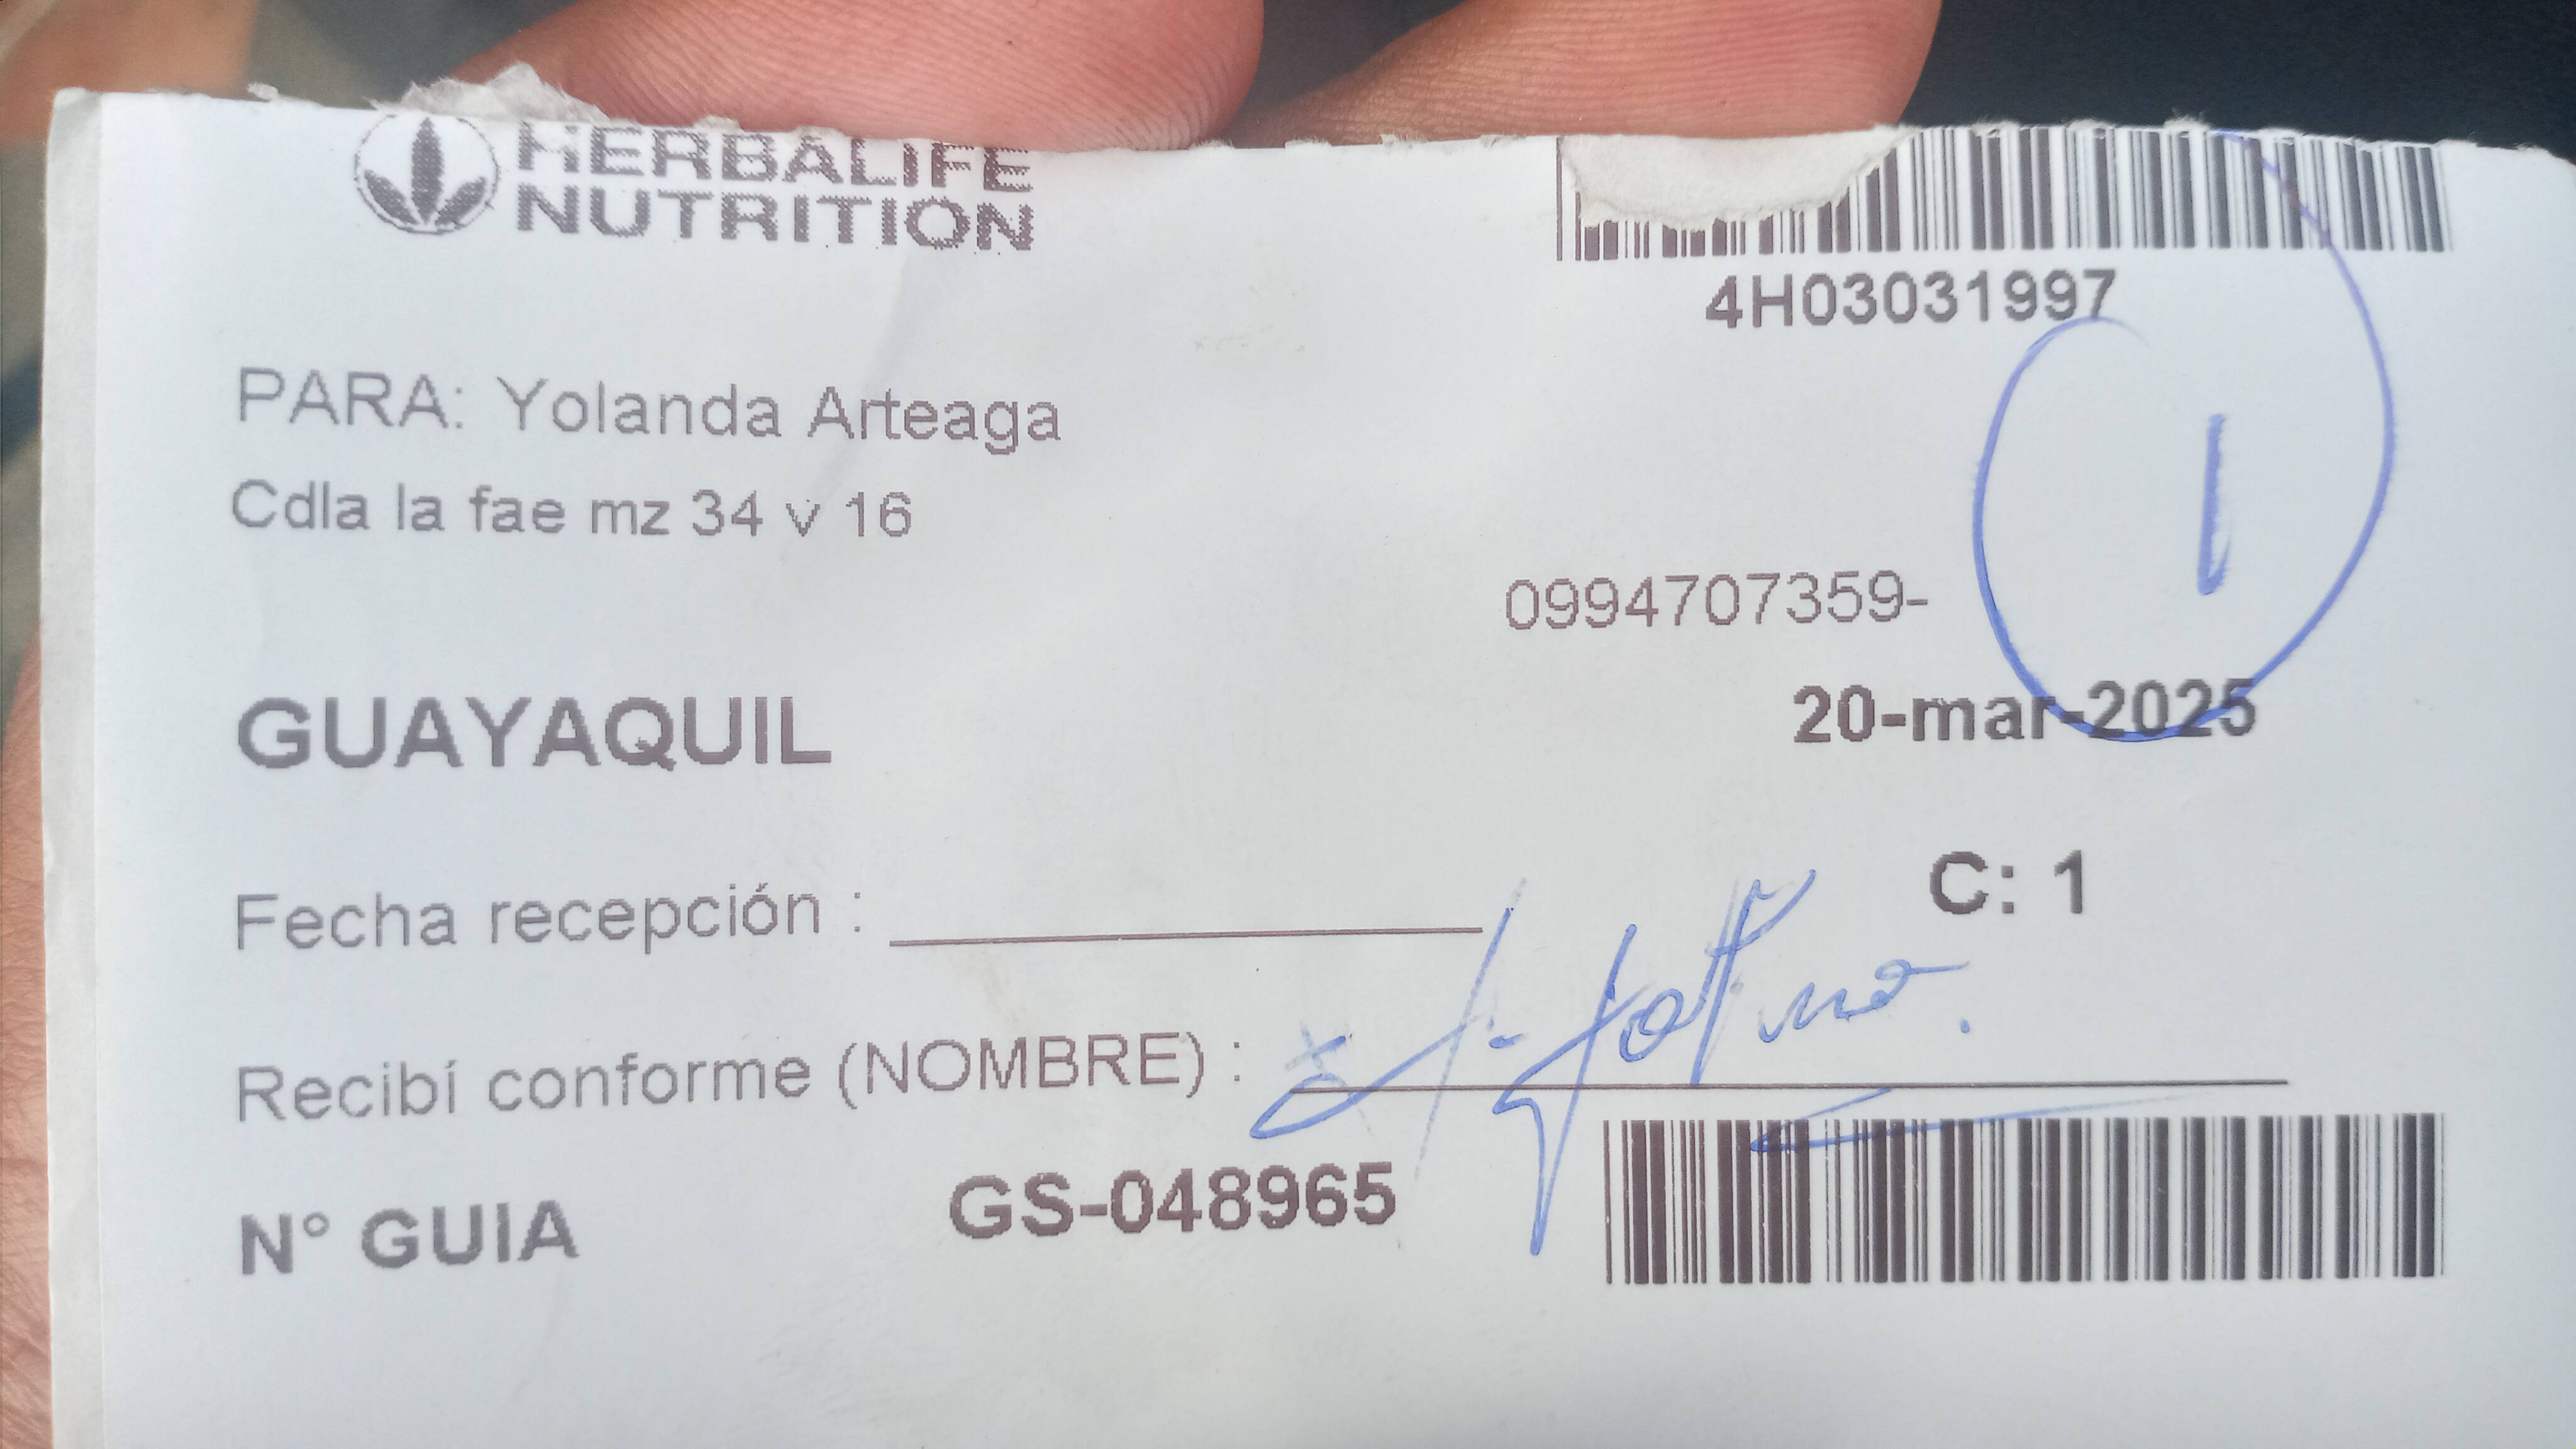 HERBALIFE
NUTRITION
4H03031997
PARA: Yolanda Arteaga
Cdla la fae mz 34 v 16
1
0994707359-
GUAYAQUIL
20-mar-2025
C: 1
Fecha recepción :
Recibí conforme (NOMBRE) :
N° GUIA GS-048965